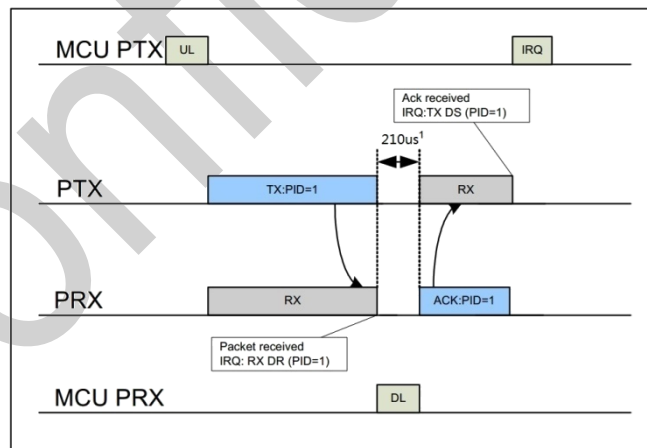 MCU PTX
UL
IRQ
Ack received
IRQ:TX DS (PID=1)
210us¹
PTX
TX:PID=1
RX
PRX
RX
ACK:PID=1
Packet received
IRQ: RX DR (PID=1)
MCU PRX
DL